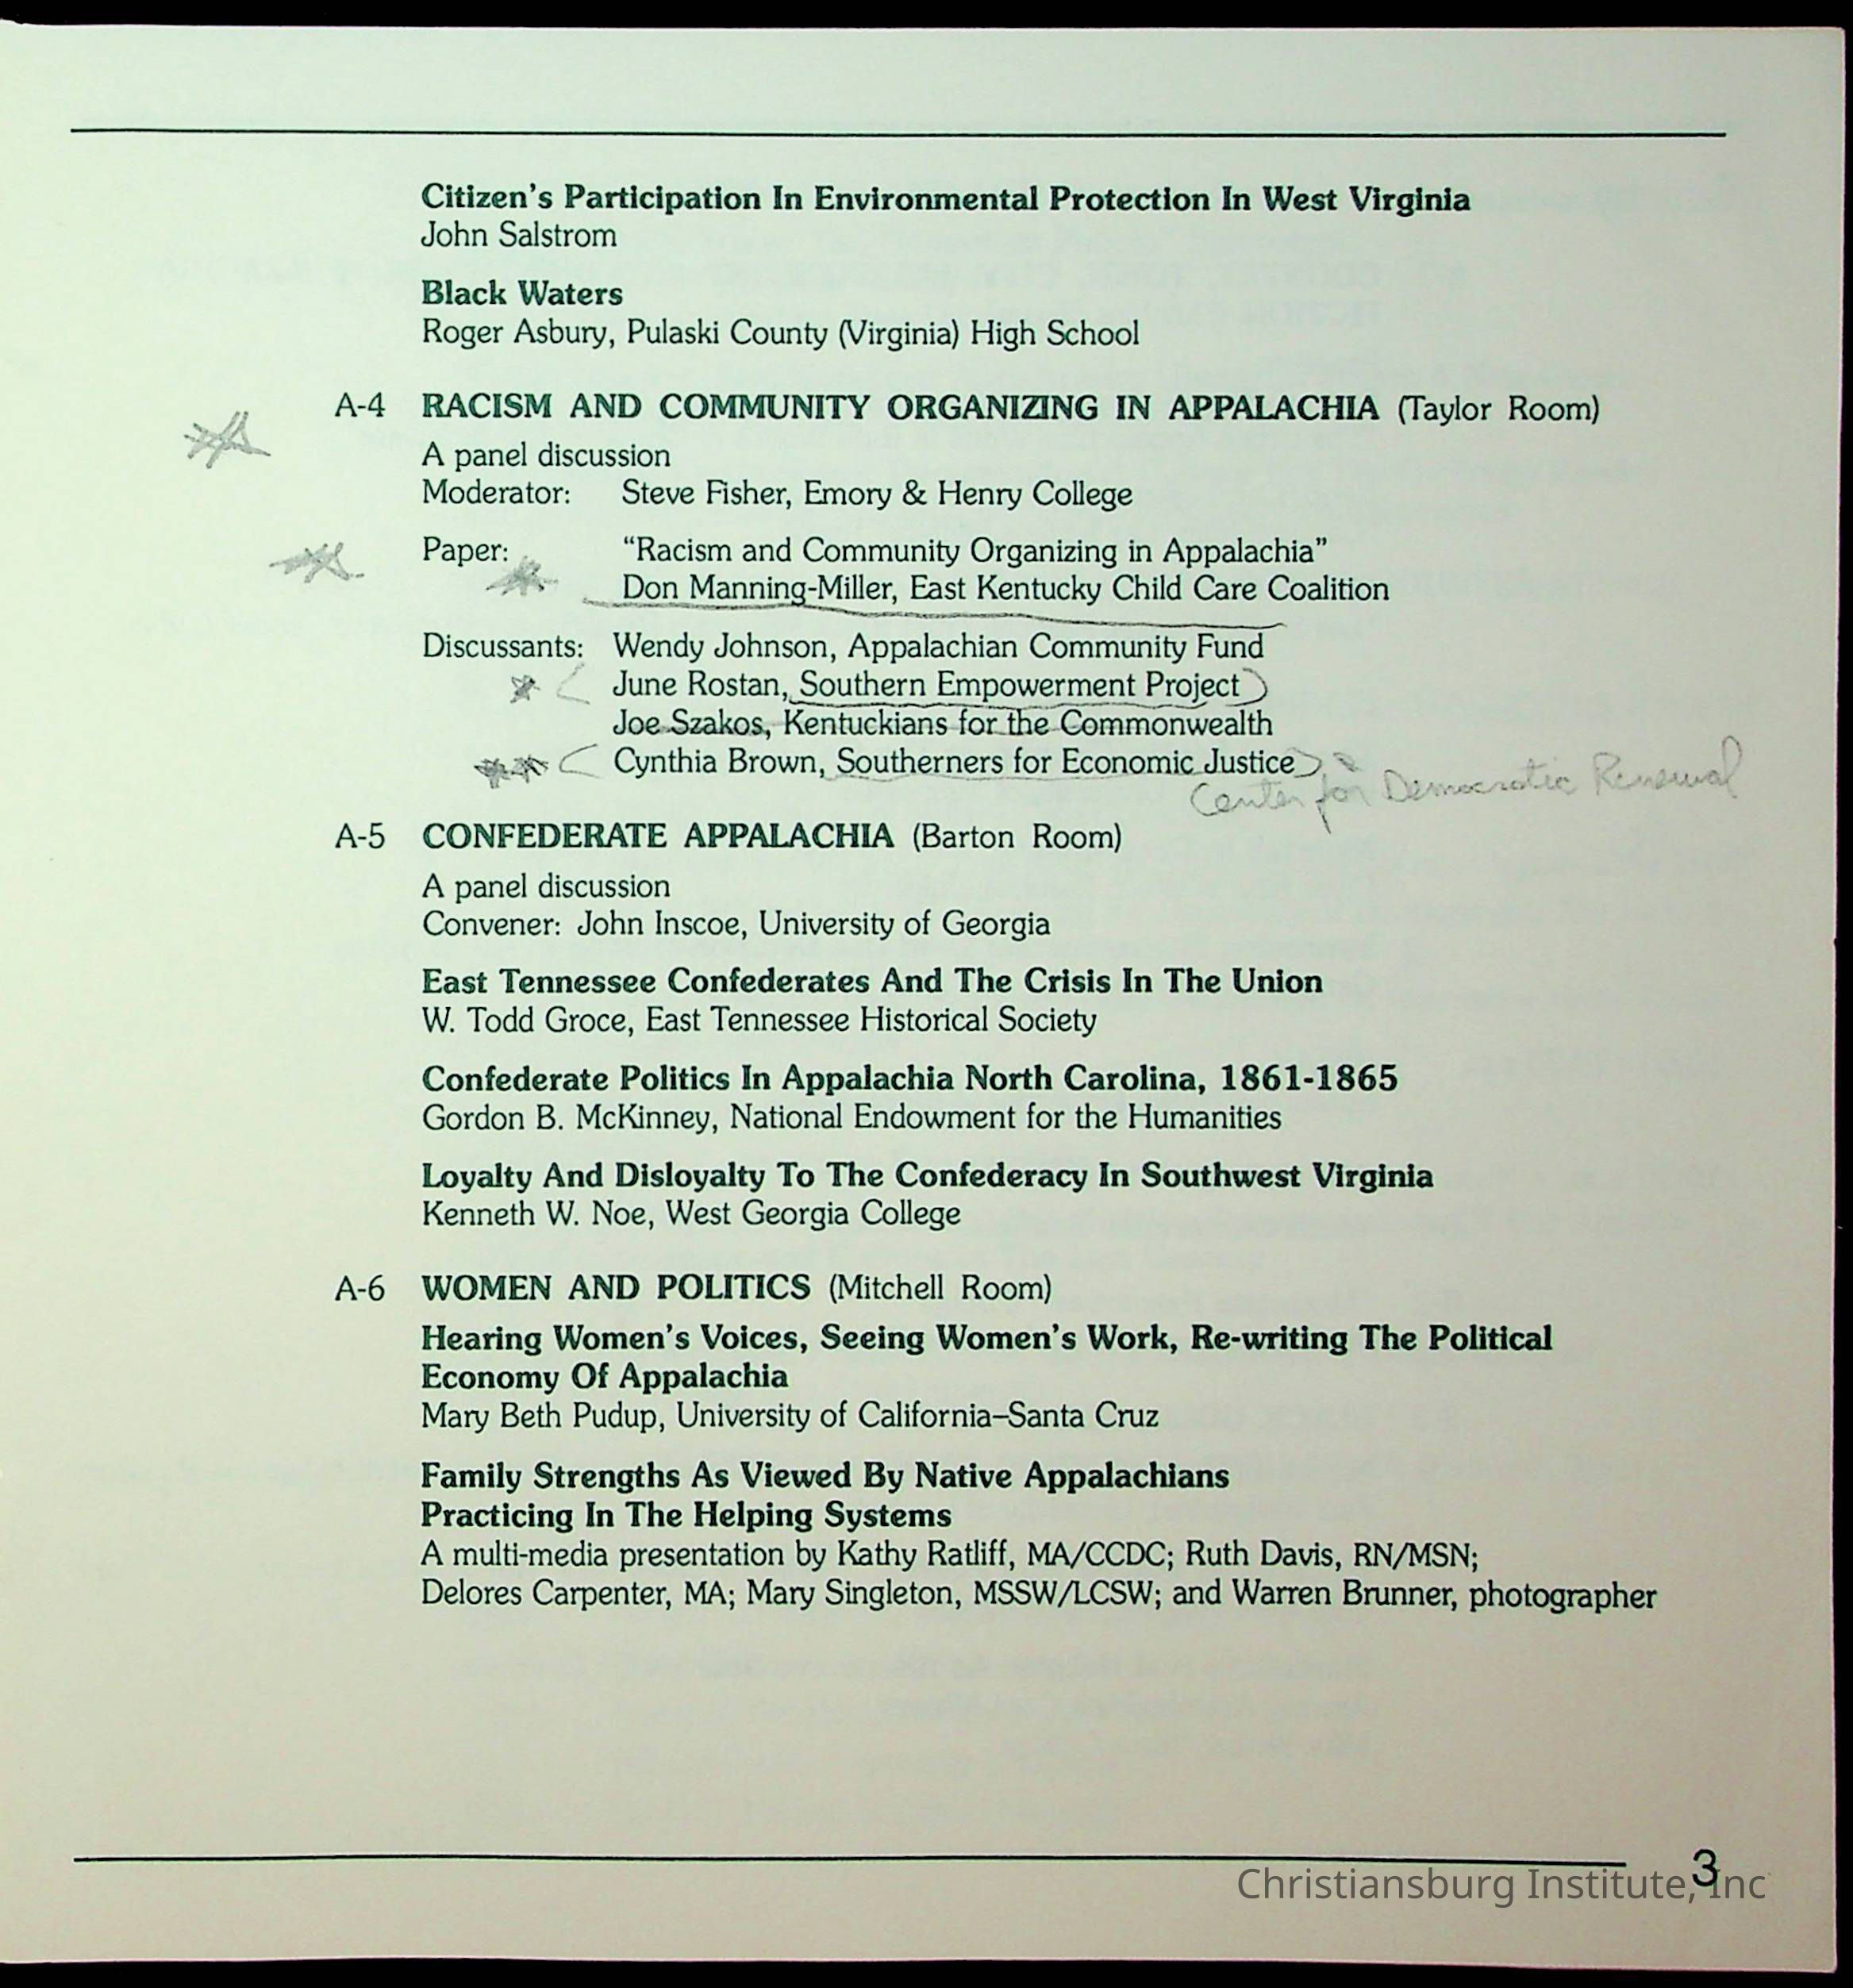 Citizen's Participation In Environmental Protection In West Virginia
John Salstrom
Black Waters
Roger Asbury, Pulaski County (Virginia) High School
A-4 RACISM AND COMMUNITY ORGANIZING IN APPALACHIA (Taylor Room)
A panel discussion
Moderator: Steve Fisher, Emory & Henry College
Paper: “Racism and Community Organizing in Appalachia”
Don Manning-Miller, East Kentucky Child Care Coalition
Discussants: Wendy Johnson, Appalachian Community Fund
June Rostan, Southern Empowerment Project
Joe Szakos, Kentuckians for the Commonwealth
Cynthia Brown, Southerners for Economic Justice
Center for Democratic Renewal
A-5 CONFEDERATE APPALACHIA (Barton Room)
A panel discussion
Convener: John Inscoe, University of Georgia
East Tennessee Confederates And The Crisis In The Union
W. Todd Groce, East Tennessee Historical Society
Confederate Politics In Appalachia North Carolina, 1861-1865
Gordon B. McKinney, National Endowment for the Humanities
Loyalty And Disloyalty To The Confederacy In Southwest Virginia
Kenneth W. Noe, West Georgia College
A-6 WOMEN AND POLITICS (Mitchell Room)
Hearing Women's Voices, Seeing Women's Work, Re-writing The Political
Economy Of Appalachia
Mary Beth Pudup, University of California–Santa Cruz
Family Strengths As Viewed By Native Appalachians
Practicing In The Helping Systems
A multi-media presentation by Kathy Ratliff, MA/CCDC; Ruth Davis, RN/MSN;
Delores Carpenter, MA; Mary Singleton, MSSW/LCSW; and Warren Brunner, photographer
3
Christiansburg Institute, Inc